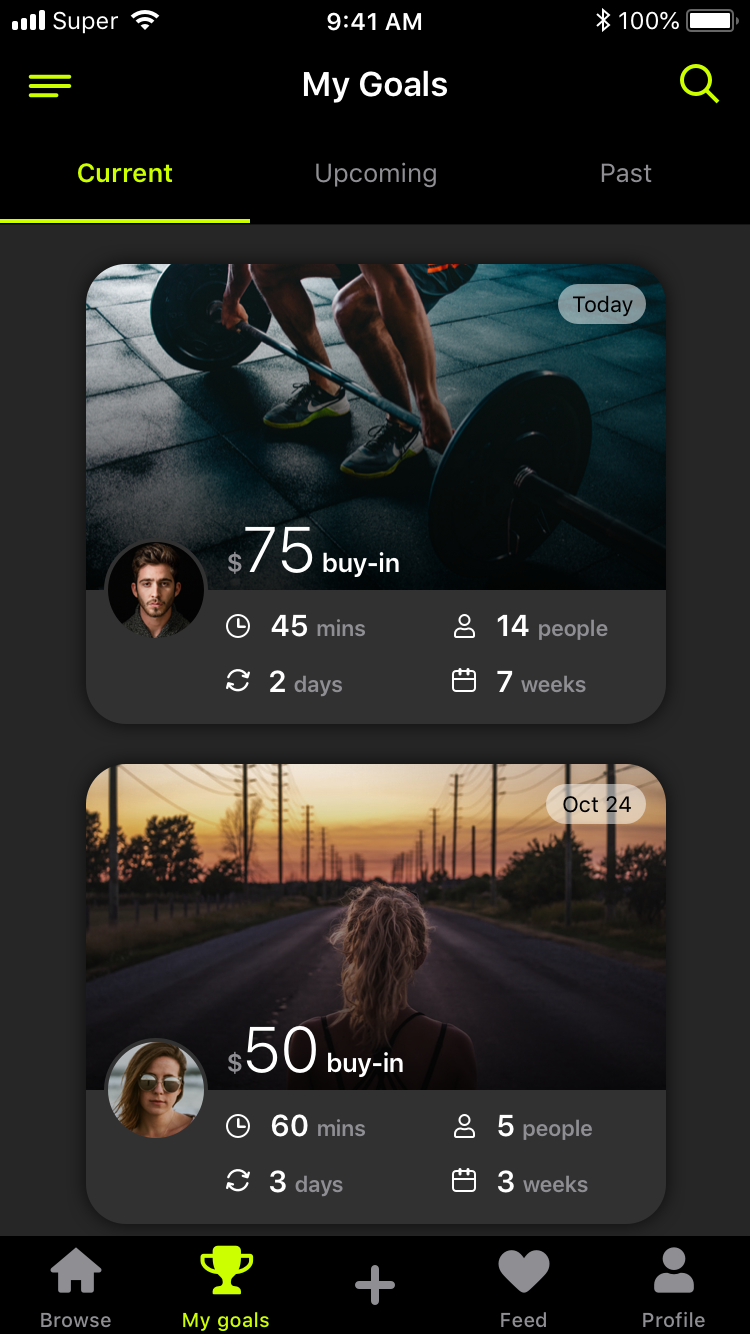 Super 9:41 AM 100%
My Goals
Current Upcoming Past
Today
$75 buy-in
45 mins 14 people
2 days 7 weeks
Oct 24
$50 buy-in
60 mins 5 people
3 days 3 weeks
Browse My goals Feed Profile